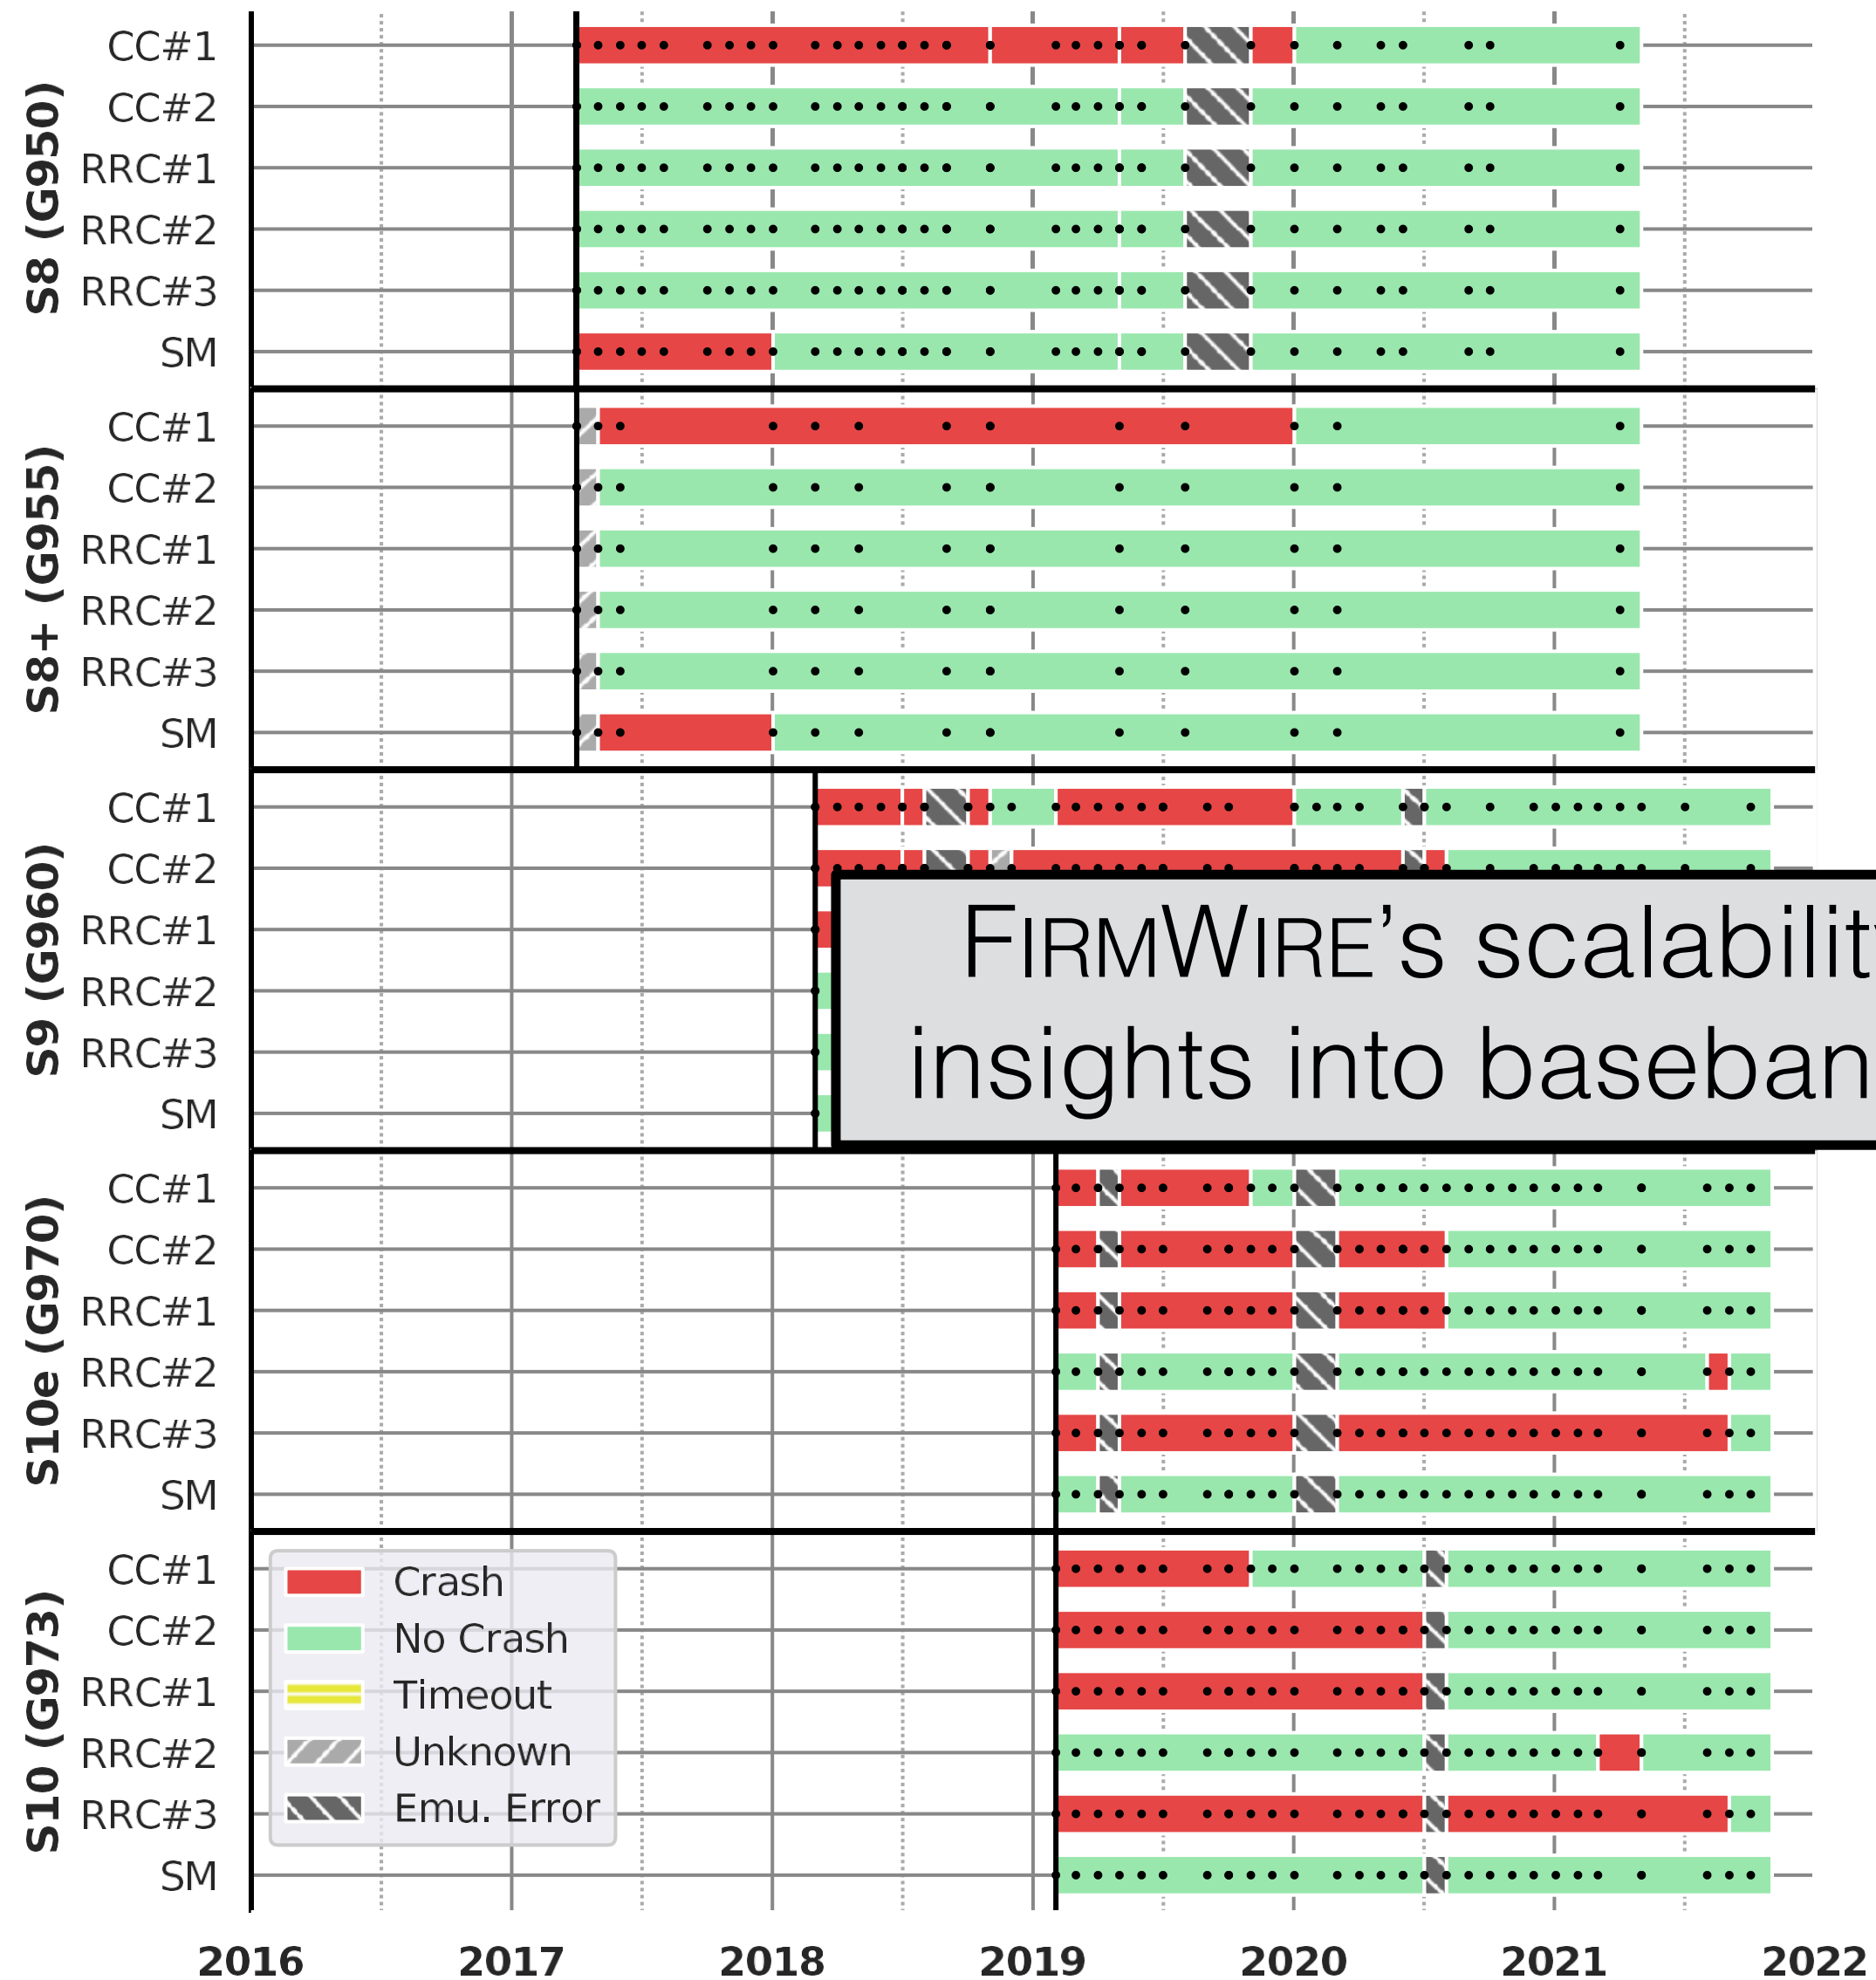 S8 (G950)
CC#1
CC#2
RRC#1
RRC#2
RRC#3
SM
S8+ (G955)
CC#1
CC#2
RRC#1
RRC#2
RRC#3
SM
S9 (G960)
CC#1
CC#2
RRC#1
RRC#2
RRC#3
SM
FIRMWIRE’s scalability
insights into baseban
S10e (G970)
CC#1
CC#2
RRC#1
RRC#2
RRC#3
SM
S10 (G973)
CC#1
CC#2
RRC#1
RRC#2
RRC#3
SM
Crash
No Crash
Timeout
Unknown
Emu. Error
2016 2017 2018 2019 2020 2021 2022